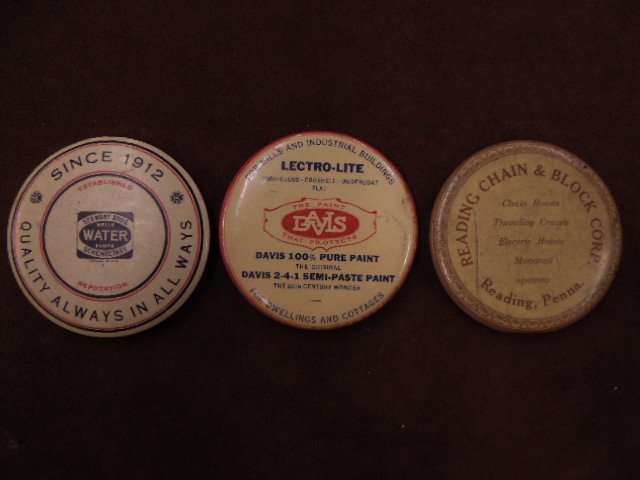 SINCE 1912
ESTABLISHED
STEWART BROS
WELLS
WATER
PUMPS
SCHENECTADY
REPUTATION
QUALITY ALWAYS IN ALL WAYS
FOR MILLS AND INDUSTRIAL BUILDINGS
LECTRO-LITE
HIGH GLOSS - EGGSHELL - UNDERCOAT
FLAT
THE PAINT
DAVIS
THAT PROTECTS
DAVIS 100% PURE PAINT
THE ORIGINAL
DAVIS 2-4-1 SEMI-PASTE PAINT
THE 20TH CENTURY WONDER
FOR DWELLINGS AND COTTAGES
READING CHAIN & BLOCK CORP.
Chain Hoists
Traveling Cranes
Electric Hoists
Monorail
systems
Reading, Penna.